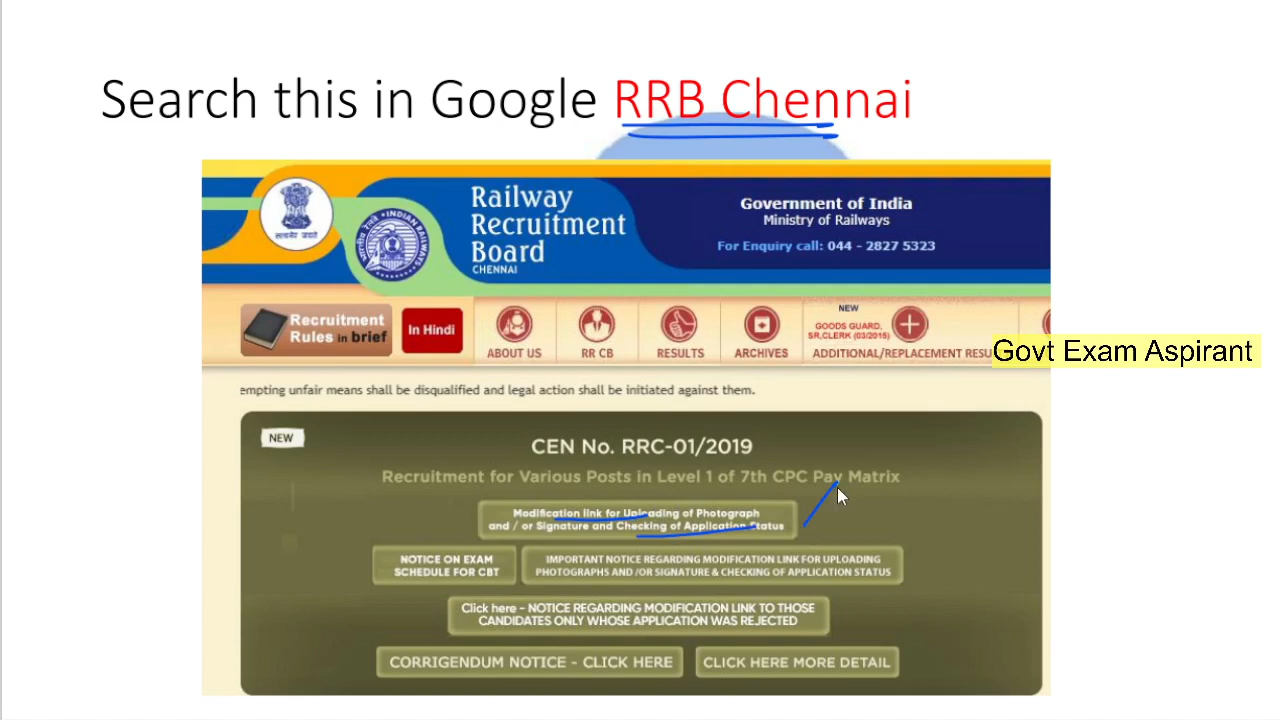 Search this in Google RRB Chennai
Railway
Recruitment
Board
CHENNAI
Government of India
Ministry of Railways
For Enquiry call: 044 - 2827 5323
Recruitment
Rules in brief
In Hindi
ABOUT US
RR CB
RESULTS
ARCHIVES
NEW
GOODS GUARD,
SR,CLERK (03/2015)
ADDITIONAL/REPLACEMENT RESU
Govt Exam Aspirant
empting unfair means shall be disqualified and legal action shall be initiated against them.
NEW
CEN No. RRC-01/2019
Recruitment for Various Posts in Level 1 of 7th CPC Pay Matrix
Modification link for Uploading of Photograph
and / or Signature and Checking of Application Status
NOTICE ON EXAM
SCHEDULE FOR CBT
IMPORTANT NOTICE REGARDING MODIFICATION LINK FOR UPLOADING
PHOTOGRAPHS AND /OR SIGNATURE & CHECKING OF APPLICATION STATUS
Click here - NOTICE REGARDING MODIFICATION LINK TO THOSE
CANDIDATES ONLY WHOSE APPLICATION WAS REJECTED
CORRIGENDUM NOTICE - CLICK HERE
CLICK HERE MORE DETAIL